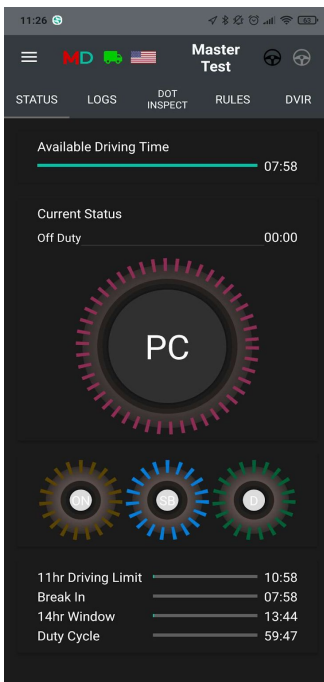 11:26
63
MD
Master
Test
STATUS
LOGS
DOT
INSPECT
RULES
DVIR
Available Driving Time
07:58
Current Status
Off Duty
00:00
PC
ON
SB
D
11hr Driving Limit 10:58
Break In 07:58
14hr Window 13:44
Duty Cycle 59:47